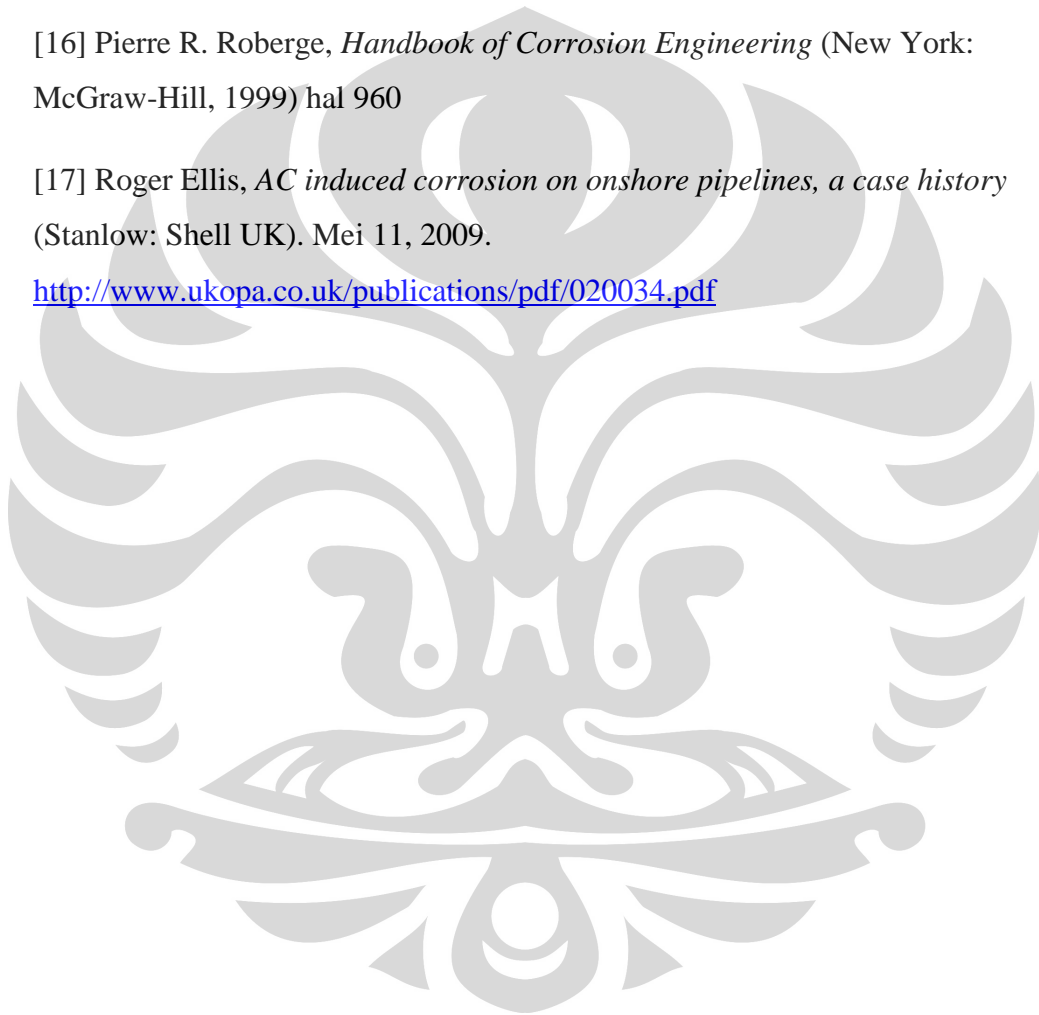 [16] Pierre R. Roberge, Handbook of Corrosion Engineering (New York:
McGraw-Hill, 1999) hal 960
[17] Roger Ellis, AC induced corrosion on onshore pipelines, a case history
(Stanlow: Shell UK). Mei 11, 2009.
http://www.ukopa.co.uk/publications/pdf/020034.pdf